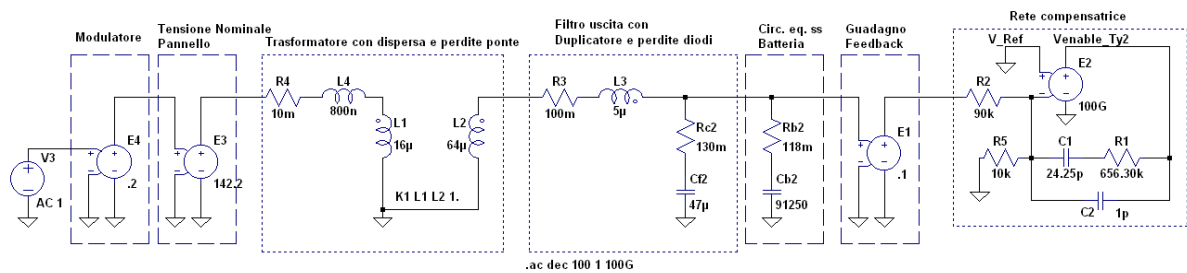 Modulatore
Tensione Nominale
Pannello
Trasformatore con dispersa e perdite ponte
Filtro uscita con
Duplicatore e perdite diodi
Circ. eq. ss
Batteria
Guadagno
Feedback
Rete compensatrice
V3
AC 1
E4
.2
E3
142.2
R4
10m
L4
800n
L1
16µ
L2
64µ
K1 L1 L2 1.
R3
100m
L3
5µ
Rc2
130m
Cf2
47µ
Rb2
118m
Cb2
91250
E1
.1
V_Ref
Venable_Ty2
E2
100G
R2
90k
R5
10k
C1
24.25p
R1
656.30k
C2
1p
.ac dec 100 1 100G